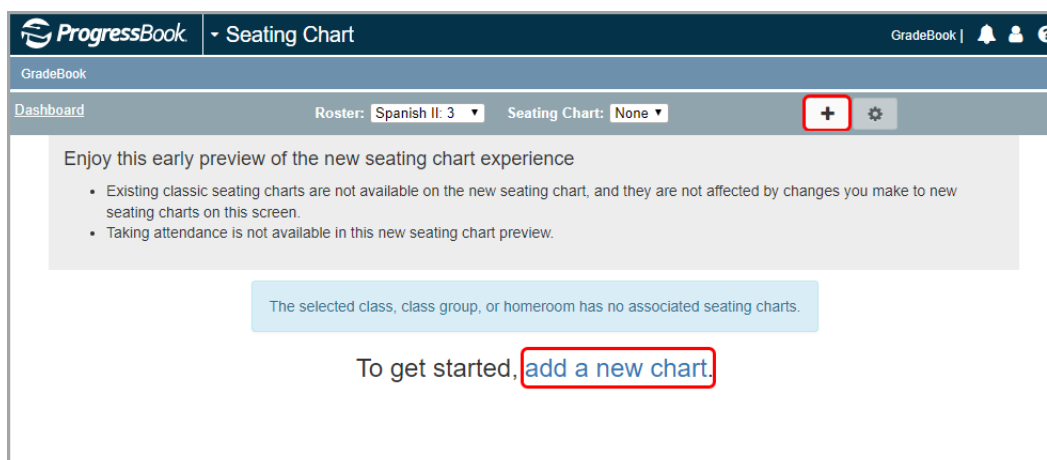 ProgressBook Seating Chart GradeBook |
GradeBook
Dashboard Roster: Spanish II: 3 Seating Chart: None +
Enjoy this early preview of the new seating chart experience
• Existing classic seating charts are not available on the new seating chart, and they are not affected by changes you make to new
seating charts on this screen.
• Taking attendance is not available in this new seating chart preview.
The selected class, class group, or homeroom has no associated seating charts.
To get started, add a new chart.